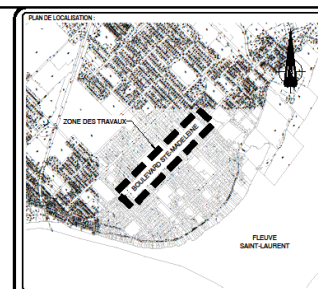 PLAN DE LOCALISATION :
ZONE DES TRAVAUX
BOULEVARD STE-MADELEINE
FLEUVE
SAINT-LAURENT